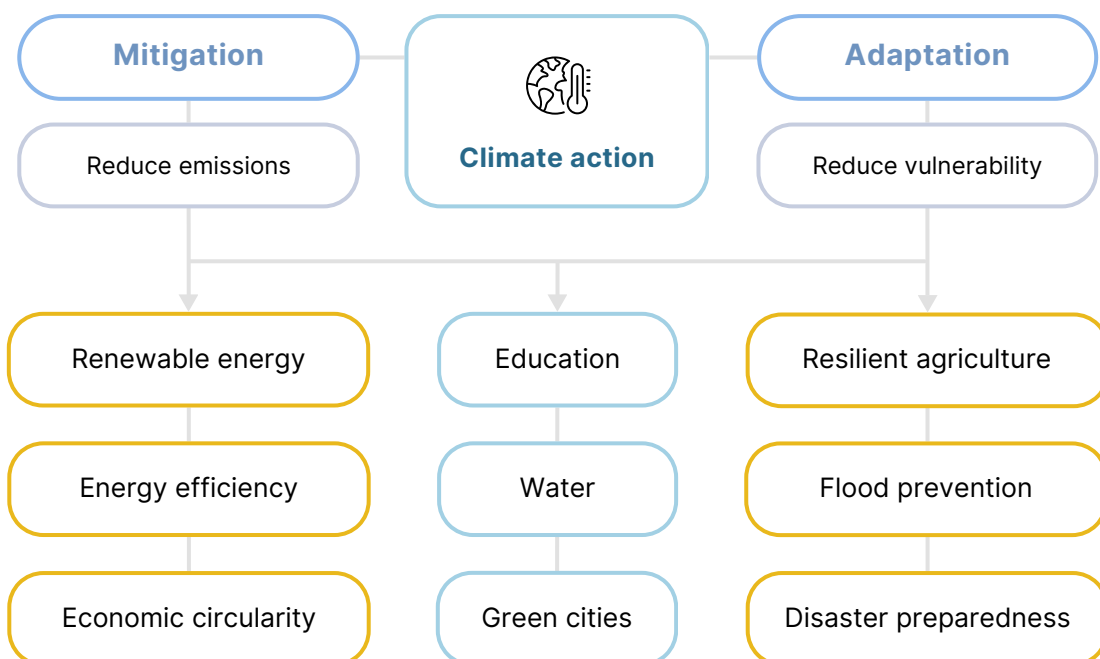 Mitigation
Climate action
Adaptation
Reduce emissions
Reduce vulnerability
Renewable energy
Education
Resilient agriculture
Energy efficiency
Water
Flood prevention
Economic circularity
Green cities
Disaster preparedness